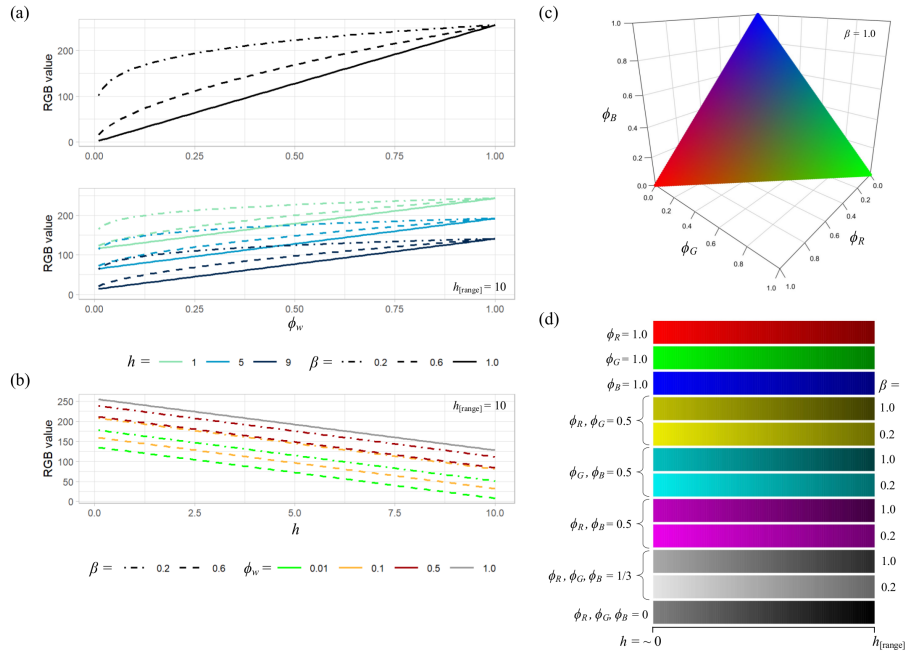 (a)
RGB value
200
100
0
0.00 0.25 0.50 0.75 1.00
RGB value
200
100
0
h[range] = 10
0.00 0.25 0.50 0.75 1.00
ϕw
h = 1 5 9 β = 0.2 0.6 1.0
(b)
RGB value
250
200
150
100
50
0
h[range] = 10
0.0 2.5 5.0 7.5 10.0
h
β = 0.2 0.6 ϕw = 0.01 0.1 0.5 1.0
(c)
β = 1.0
ϕB
1.0
0.8
0.6
0.4
0.2
0.0
0.0 0.2 0.4 0.6 0.8 1.0
ϕG
0.0 0.2 0.4 0.6 0.8 1.0
ϕR
(d)
ϕR = 1.0
ϕG = 1.0
ϕB = 1.0
β =
ϕR, ϕG = 0.5
1.0
0.2
ϕG, ϕB = 0.5
1.0
0.2
ϕR, ϕB = 0.5
1.0
0.2
ϕR, ϕG, ϕB = 1/3
1.0
0.2
ϕR, ϕG, ϕB = 0
h = ~ 0 h[range]